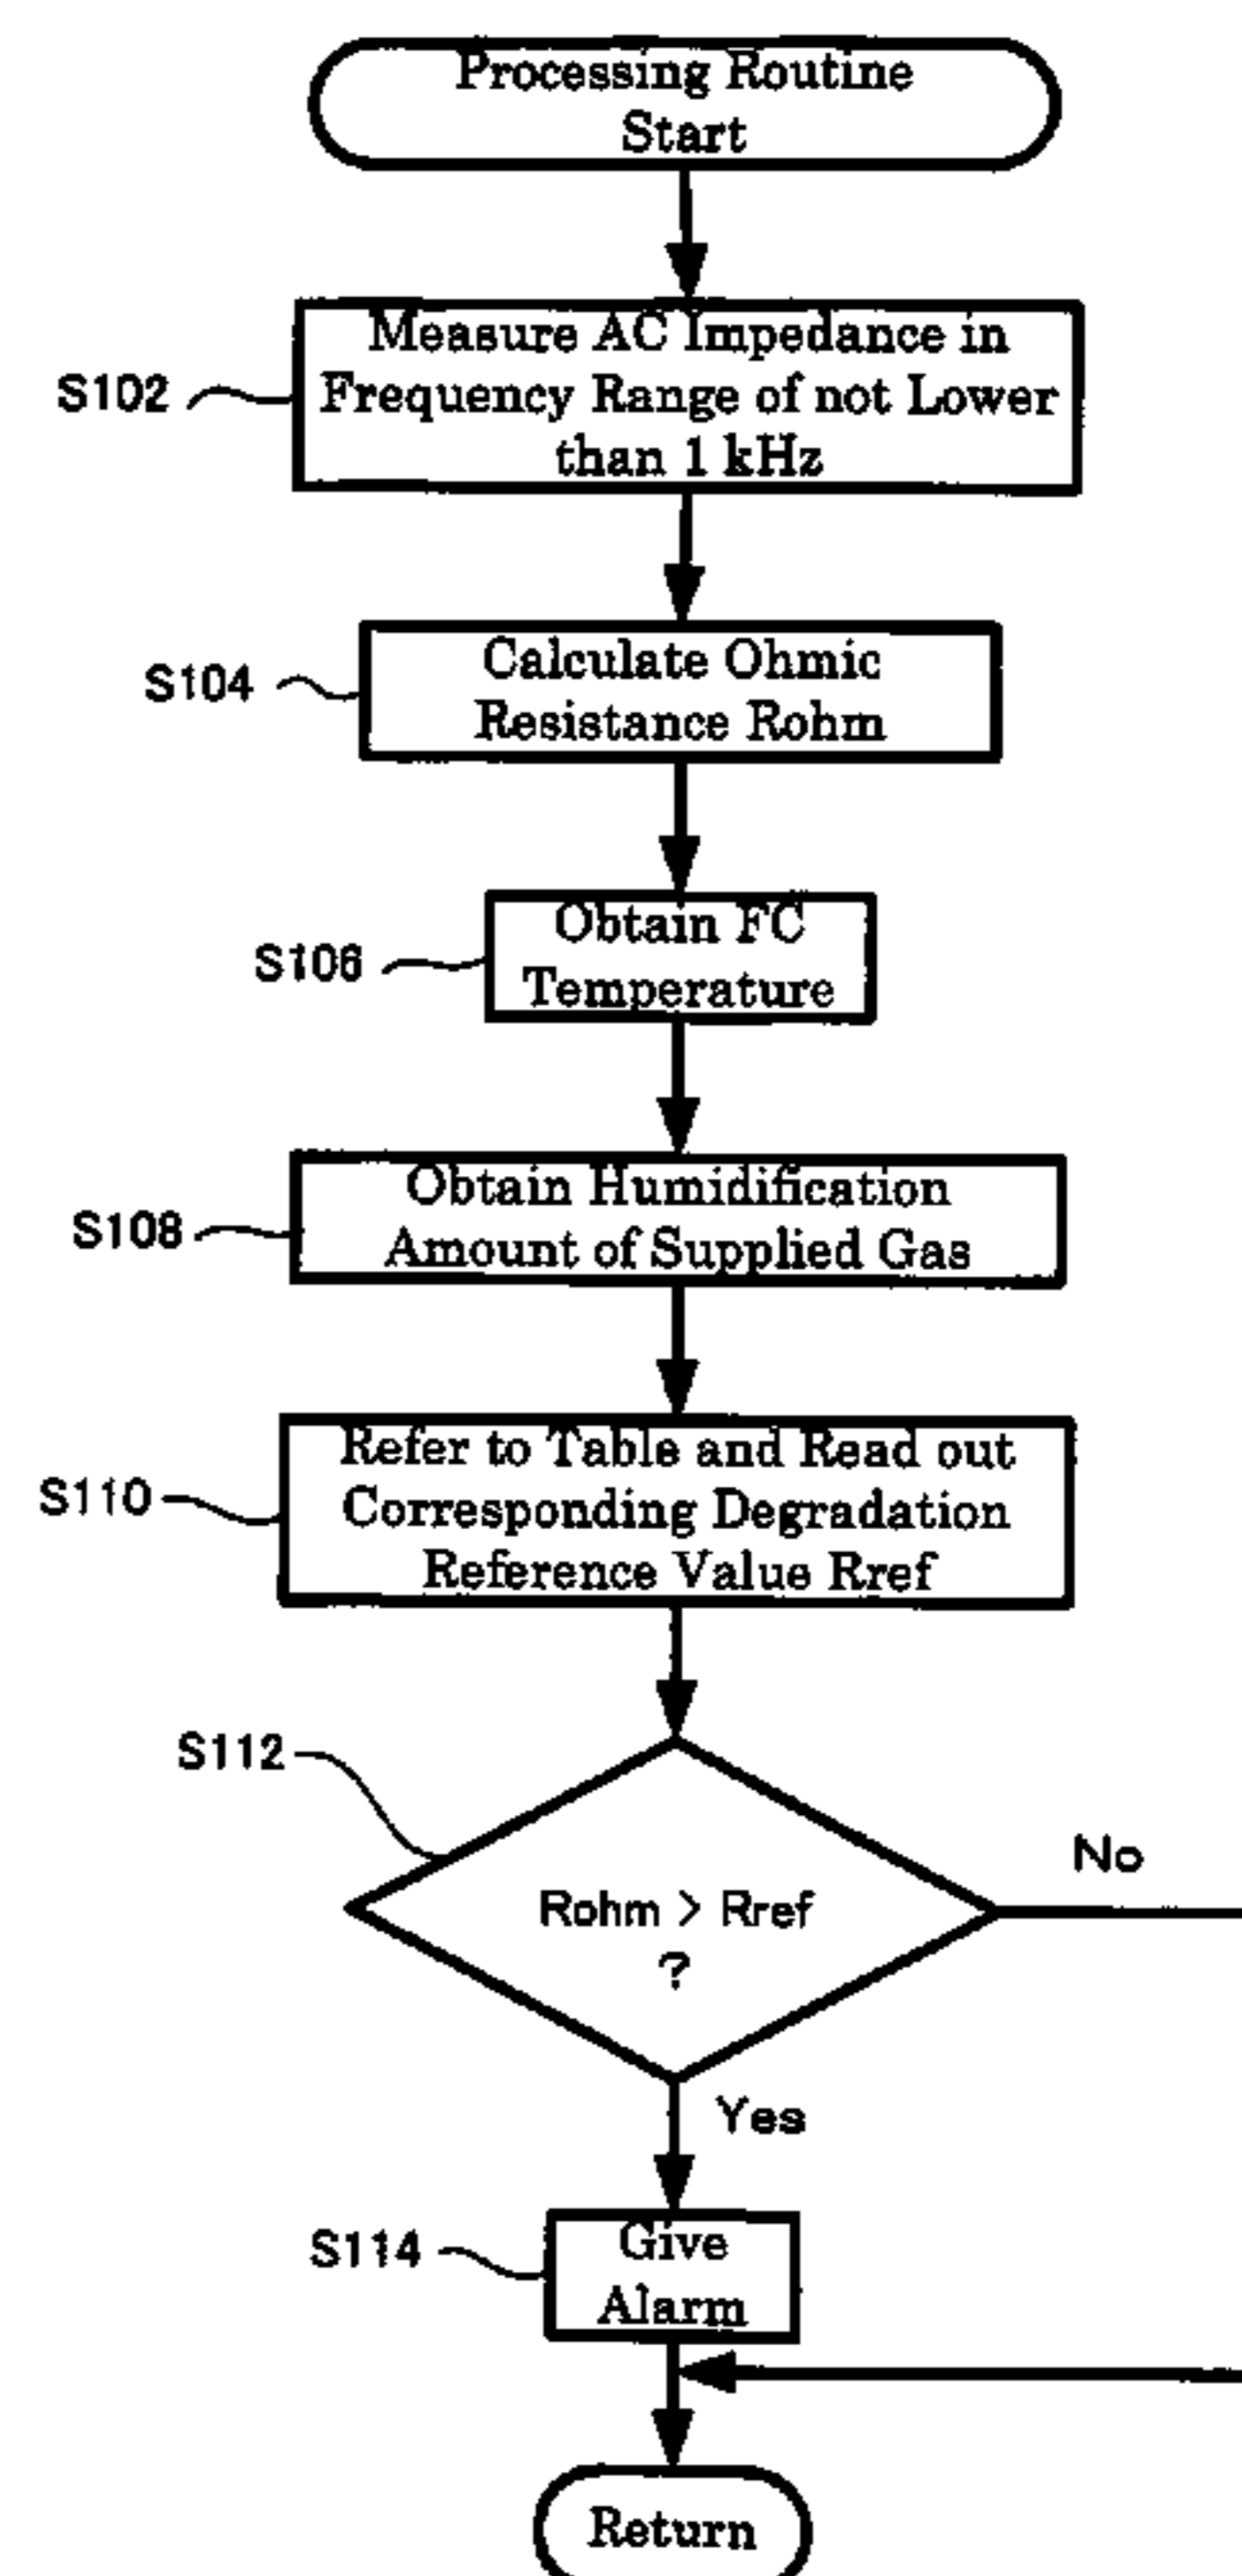 Processing Routine
Start
S102
Measure AC Impedance in
Frequency Range of not Lower
than 1 kHz
S104
Calculate Ohmic
Resistance Rohm
S106
Obtain FC
Temperature
S108
Obtain Humidification
Amount of Supplied Gas
S110
Refer to Table and Read out
Corresponding Degradation
Reference Value Rref
S112
Rohm > Rref
?
No
Yes
S114
Give
Alarm
Return